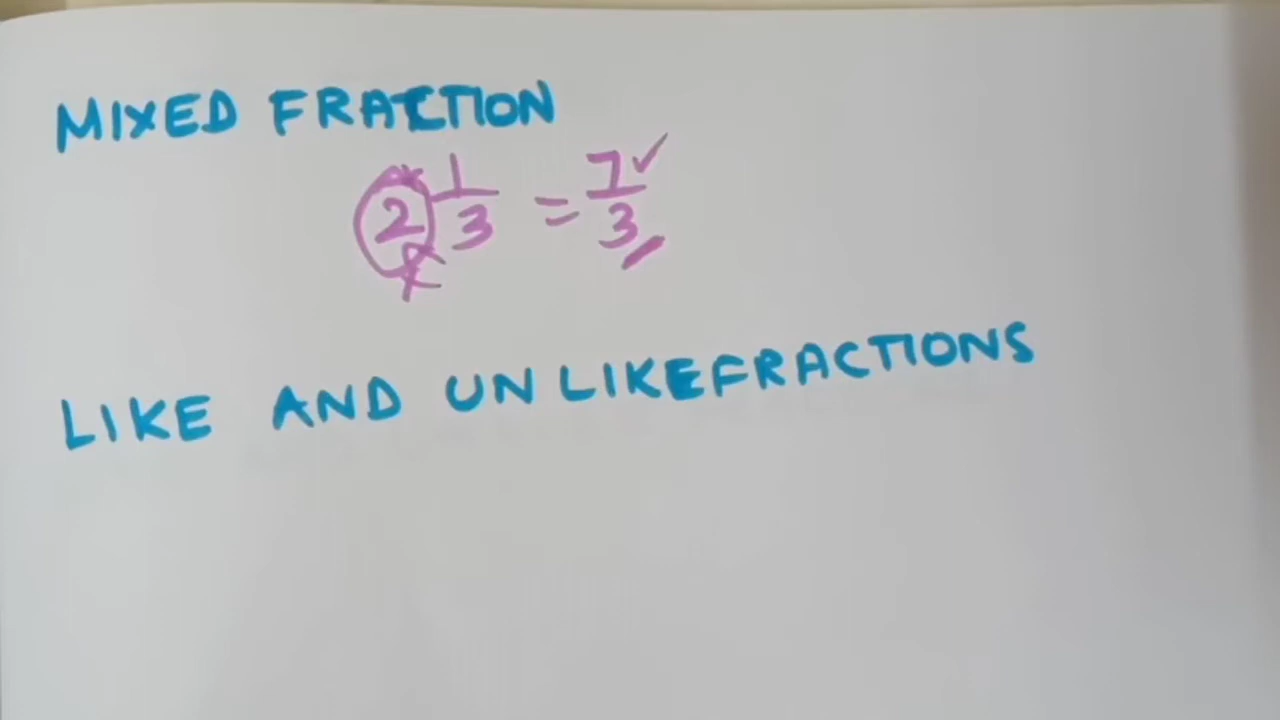 MIXED FRACTION
2 1/3 = 7/3
LIKE AND UNLIKEFRACTIONS